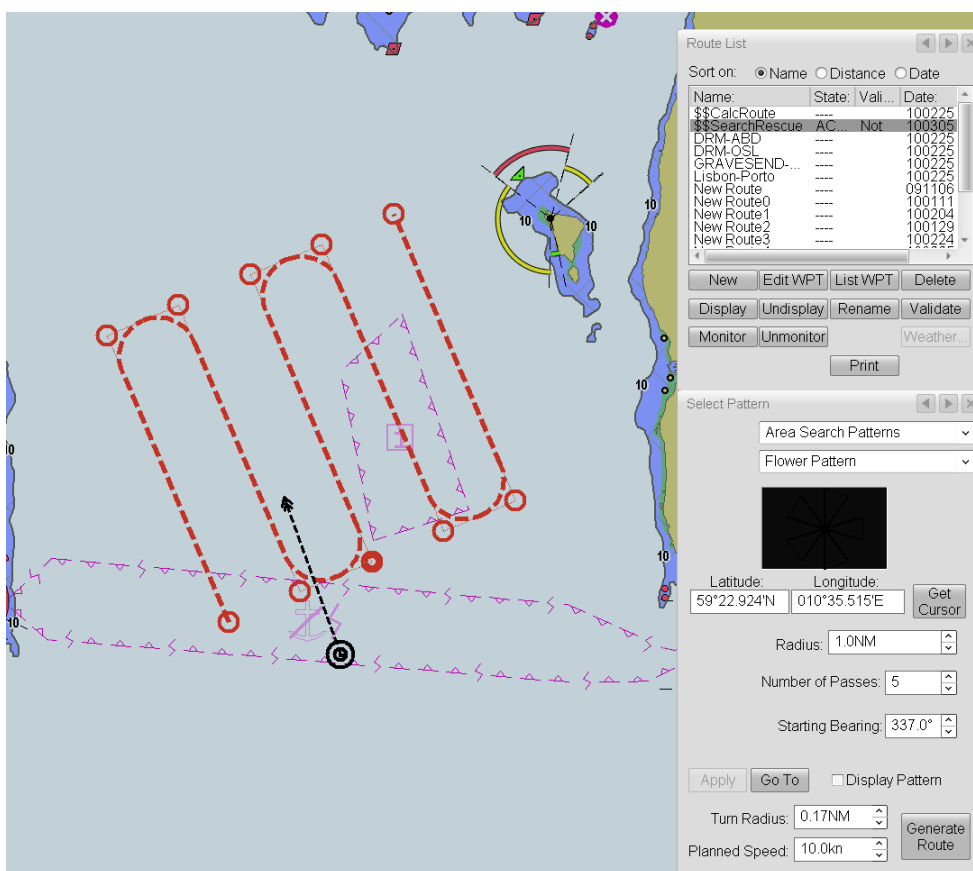 Route List
Sort on: Name Distance Date
Name: State: Vali... Date:
$$CalcRoute ---- 100225
$$SearchRescue AC... Not 100305
DRM-ABD ---- 100225
DRM-OSL ---- 100225
GRAVESEND-... ---- 100225
Lisbon-Porto ---- 100225
New Route ---- 091106
New Route0 ---- 100111
New Route1 ---- 100204
New Route2 ---- 100129
New Route3 ---- 100224
New Edit WPT List WPT Delete
Display Undisplay Rename Validate
Monitor Unmonitor Weather...
Print
Select Pattern
Area Search Patterns
Flower Pattern
Latitude: Longitude:
59°22.924'N 010°35.515'E Get Cursor
Radius: 1.0NM
Number of Passes: 5
Starting Bearing: 337.0°
Apply Go To Display Pattern
Turn Radius: 0.17NM
Planned Speed: 10.0kn
Generate Route
10
10
10
10
10
10
1